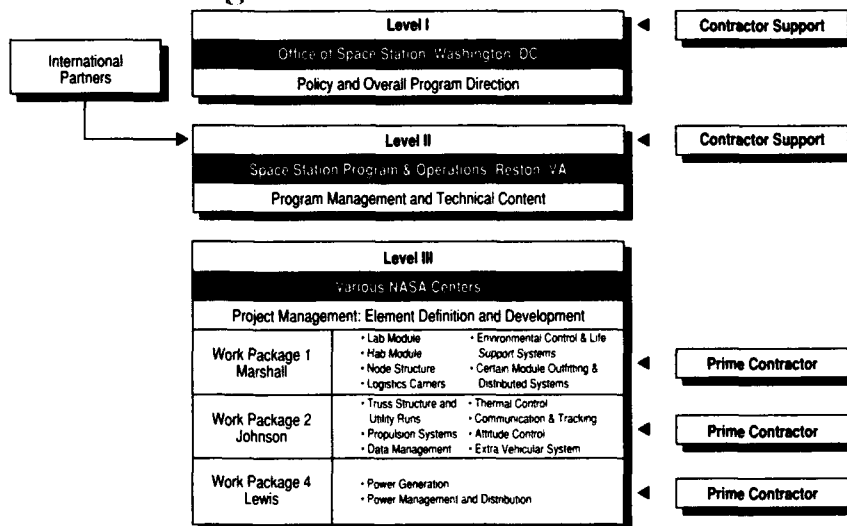 Level I
Contractor Support
Office of Space Station, Washington, DC
International
Partners
Policy and Overall Program Direction
Level II
Contractor Support
Space Station Program & Operations, Reston, VA
Program Management and Technical Content
Level III
Various NASA Centers
Project Management: Element Definition and Development
Work Package 1
Marshall
• Lab Module
• Hab Module
• Node Structure
• Logistics Carriers
• Environmental Control & Life
Support Systems
• Certain Module Outfitting &
Distributed Systems
Prime Contractor
Work Package 2
Johnson
• Truss Structure and
Utility Runs
• Propulsion Systems
• Data Management
• Thermal Control
• Communication & Tracking
• Attitude Control
• Extra Vehicular System
Prime Contractor
Work Package 4
Lewis
• Power Generation
• Power Management and Distribution
Prime Contractor